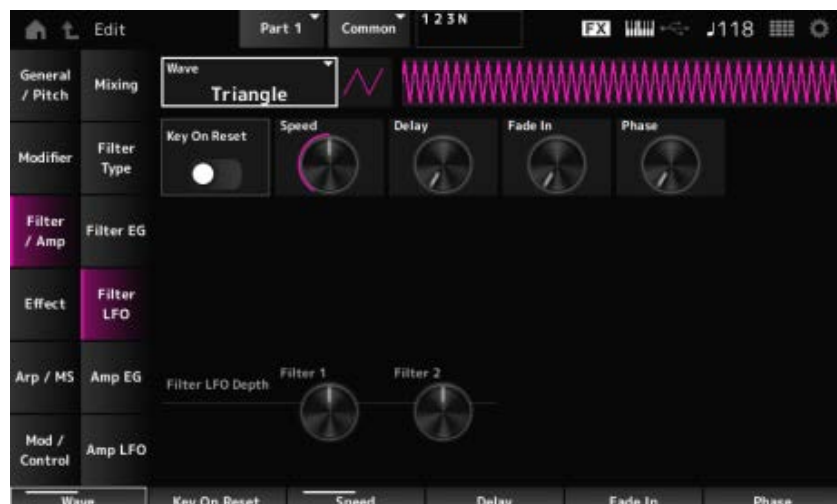 Edit
Part 1
Common
1 2 3 N
FX
♩118
General / Pitch
Modifier
Filter / Amp
Effect
Arp / MS
Mod / Control
Mixing
Filter Type
Filter EG
Filter LFO
Amp EG
Amp LFO
Wave
Triangle
Key On Reset
Speed
Delay
Fade In
Phase
Filter LFO Depth
Filter 1
Filter 2
Wave
Key On Reset
Speed
Delay
Fade In
Phase